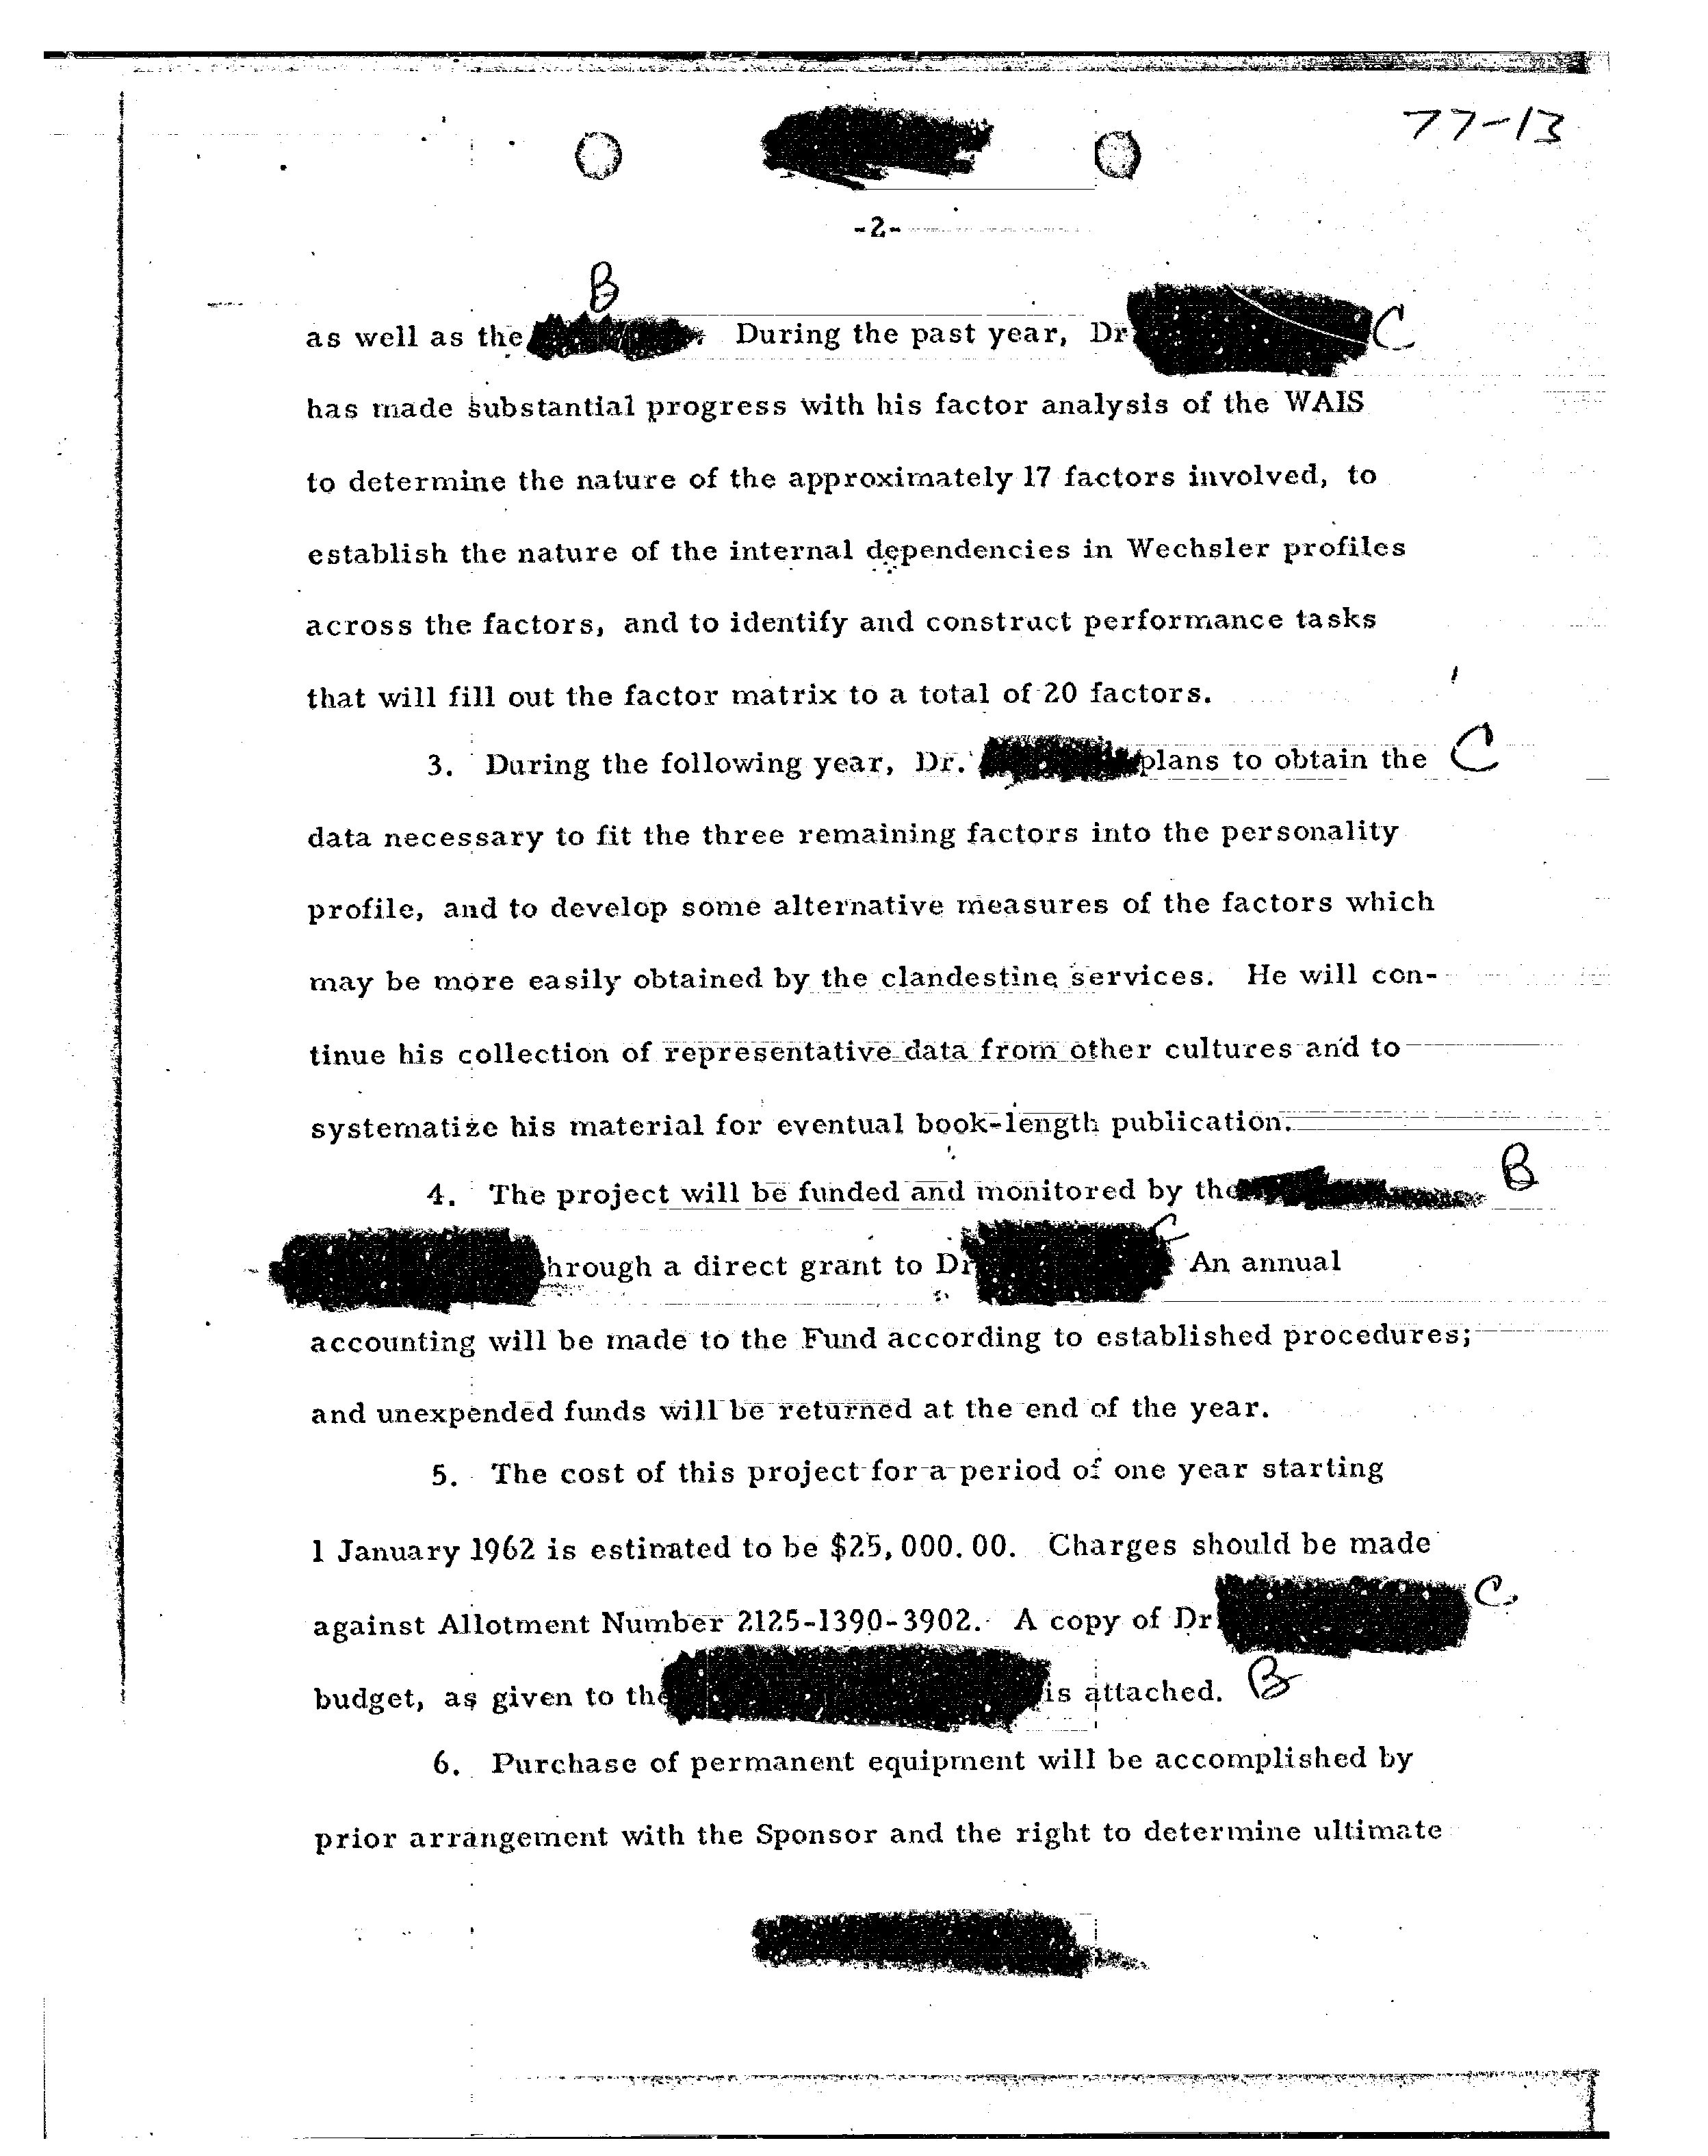 77-13
-2-
B
as well as the During the past year, Dr C
has made substantial progress with his factor analysis of the WAIS
to determine the nature of the approximately 17 factors involved, to
establish the nature of the internal dependencies in Wechsler profiles
across the factors, and to identify and construct performance tasks
that will fill out the factor matrix to a total of 20 factors.
3. During the following year, Dr. plans to obtain the C
data necessary to fit the three remaining factors into the personality
profile, and to develop some alternative measures of the factors which
may be more easily obtained by the clandestine services. He will con-
tinue his collection of representative data from other cultures and to
systematize his material for eventual book-length publication.
4. The project will be funded and monitored by the B
hrough a direct grant to Dr C An annual
accounting will be made to the Fund according to established procedures;
and unexpended funds will be returned at the end of the year.
5. The cost of this project for a period of one year starting
1 January 1962 is estimated to be $25,000.00. Charges should be made
against Allotment Number 2125-1390-3902. A copy of Dr C.
budget, as given to the is attached. B
6. Purchase of permanent equipment will be accomplished by
prior arrangement with the Sponsor and the right to determine ultimate